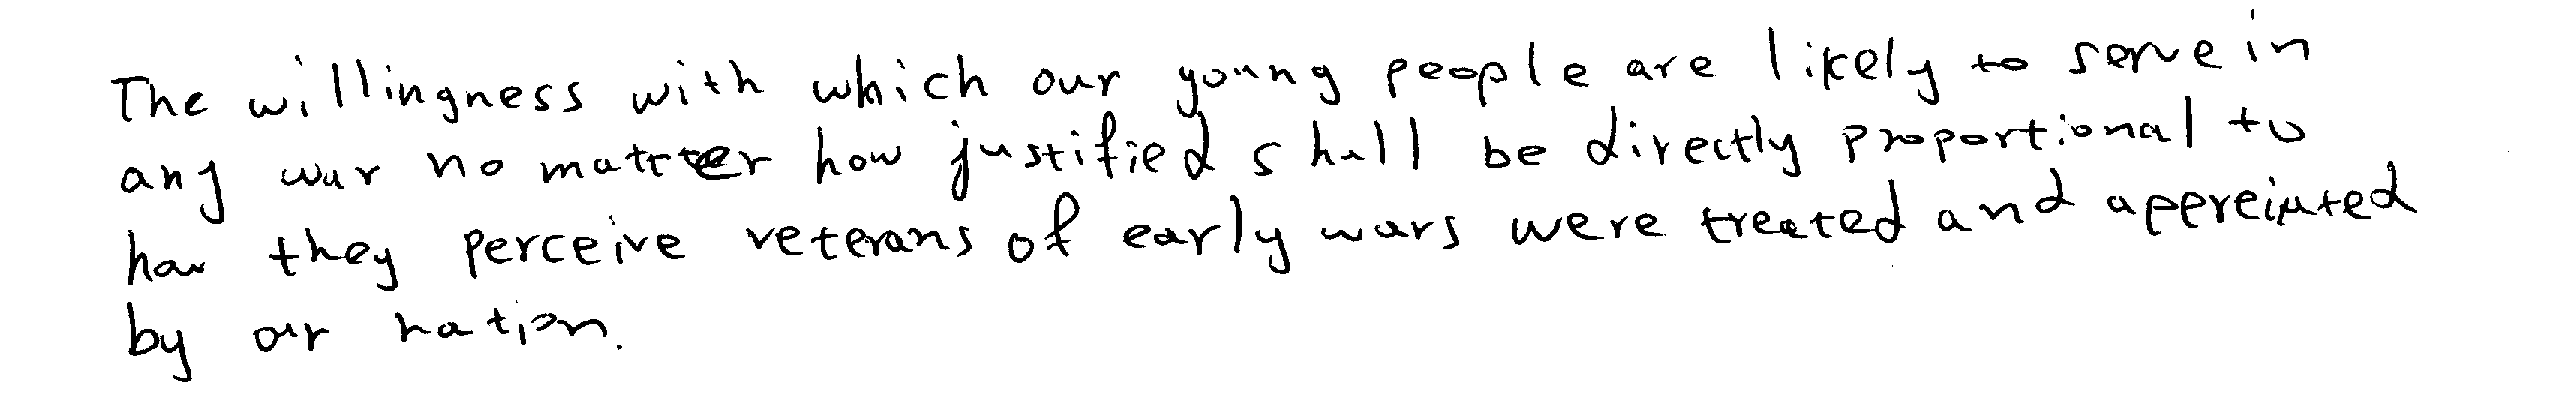 The willingness with which our young people are likely to serve in
any war no matter how justified shall be directly proportional to
how they perceive veterans of early wars were treated and appreciated
by our nation.